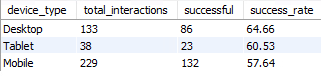 device_type total_interactions successful success_rate
Desktop 133 86 64.66
Tablet 38 23 60.53
Mobile 229 132 57.64